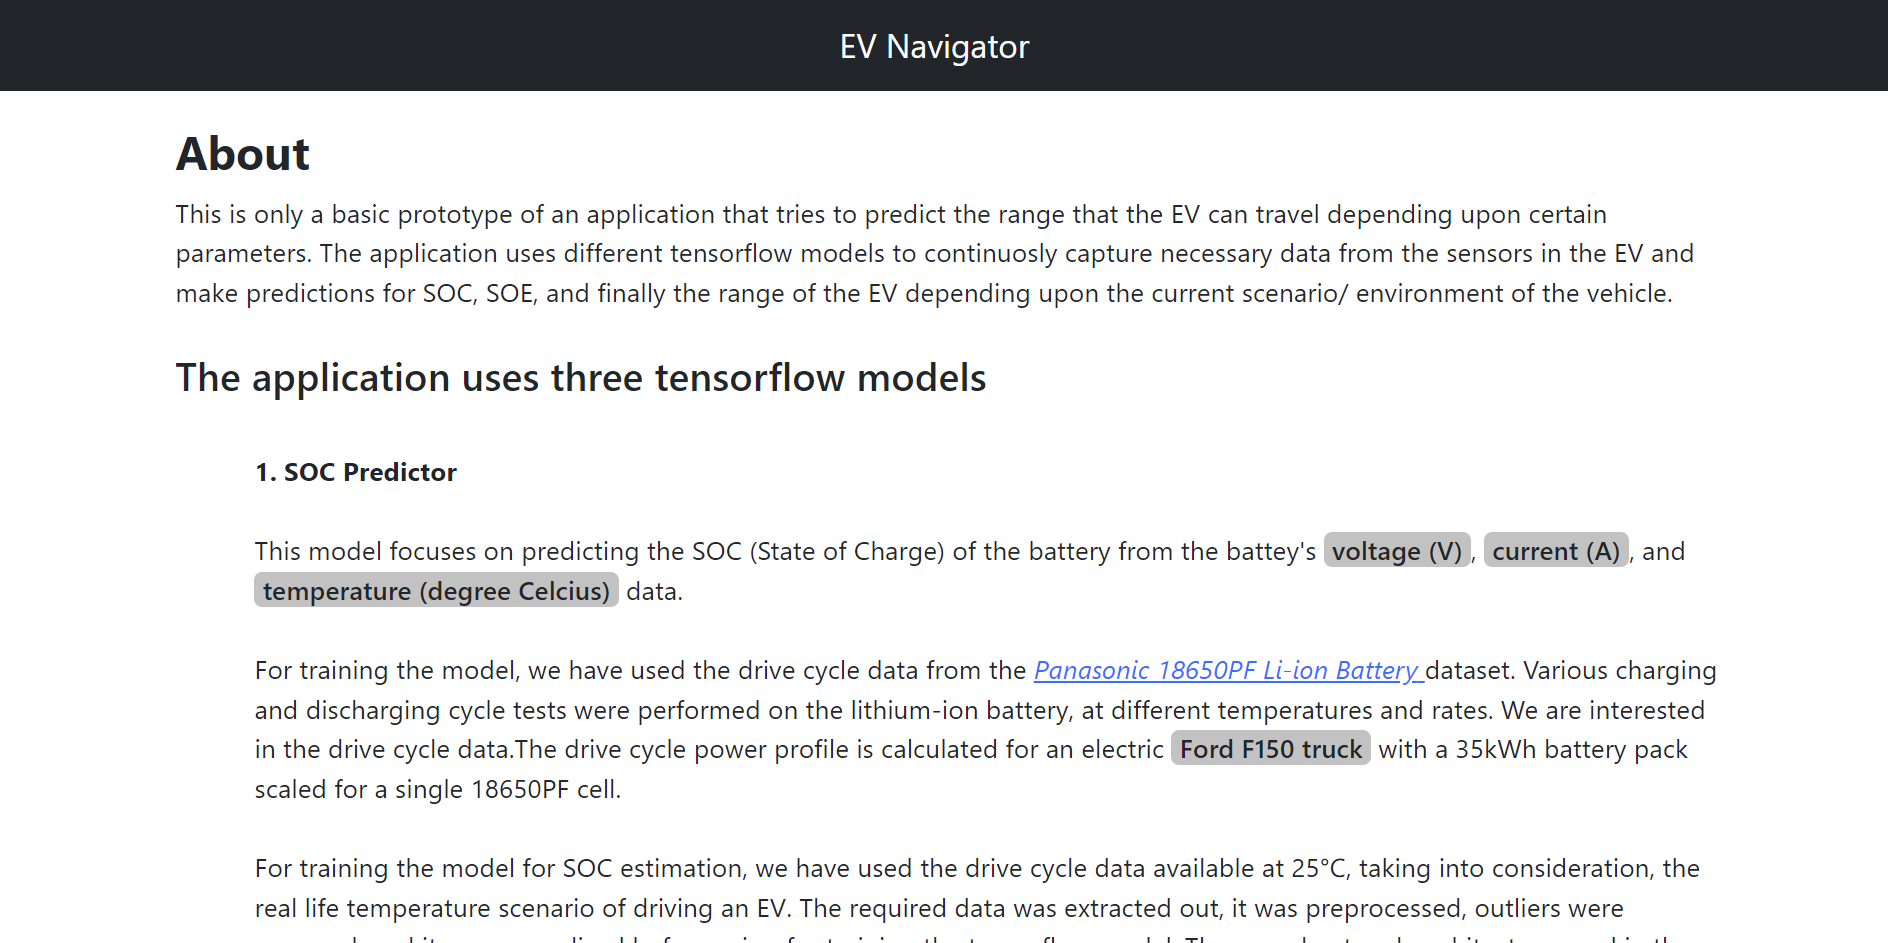 EV Navigator
About
This is only a basic prototype of an application that tries to predict the range that the EV can travel depending upon certain
parameters. The application uses different tensorflow models to continuosly capture necessary data from the sensors in the EV and
make predictions for SOC, SOE, and finally the range of the EV depending upon the current scenario/ environment of the vehicle.
The application uses three tensorflow models
1. SOC Predictor
This model focuses on predicting the SOC (State of Charge) of the battery from the battey's voltage (V), current (A), and
temperature (degree Celcius) data.
For training the model, we have used the drive cycle data from the Panasonic 18650PF Li-ion Battery dataset. Various charging
and discharging cycle tests were performed on the lithium-ion battery, at different temperatures and rates. We are interested
in the drive cycle data.The drive cycle power profile is calculated for an electric Ford F150 truck with a 35kWh battery pack
scaled for a single 18650PF cell.
For training the model for SOC estimation, we have used the drive cycle data available at 25°C, taking into consideration, the
real life temperature scenario of driving an EV. The required data was extracted out, it was preprocessed, outliers were